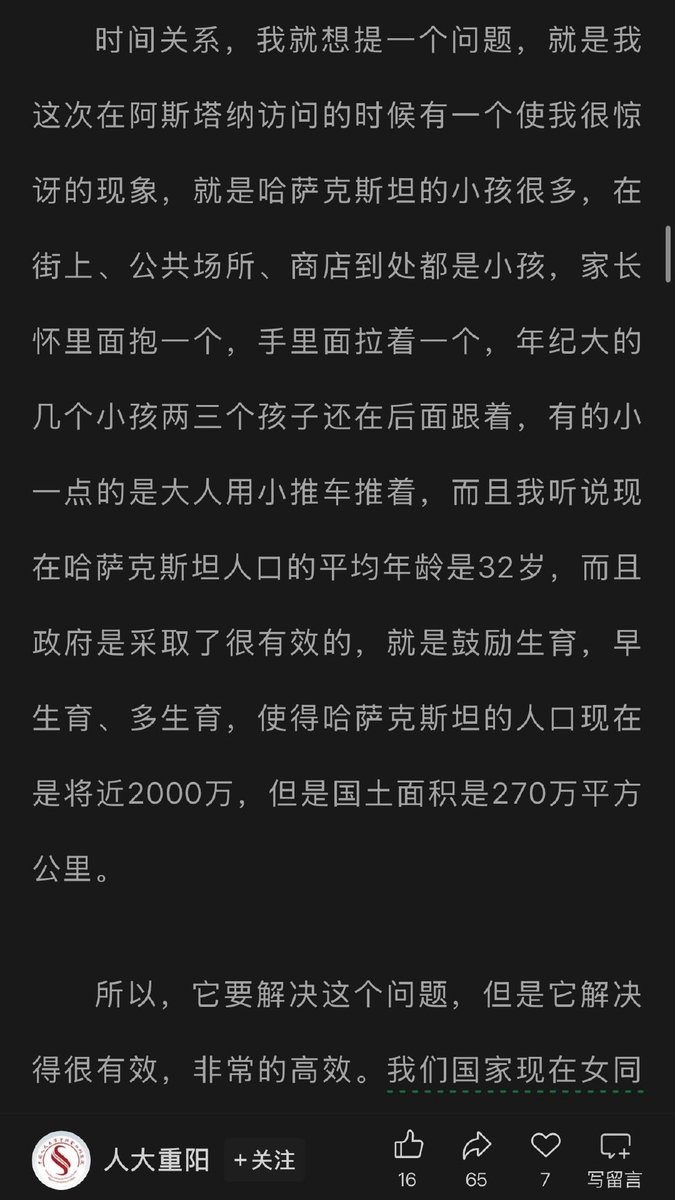 时间关系，我就想提一个问题，就是我
这次在阿斯塔纳访问的时候有一个使我很惊
讶的现象，就是哈萨克斯坦的小孩很多，在
街上、公共场所、商店到处都是小孩，家长
怀里面抱一个，手里面拉着一个，年纪大的
几个小孩两三个孩子还在后面跟着，有的小
一点的是大人用小推车推着，而且我听说现
在哈萨克斯坦人口的平均年龄是32岁，而且
政府是采取了很有效的，就是鼓励生育，早
生育、多生育，使得哈萨克斯坦的人口现在
是将近2000万，但是国土面积是270万平方
公里。
所以，它要解决这个问题，但是它解决
得很有效，非常的高效。我们国家现在女同
人大重阳
+关注
16
65
7
写留言